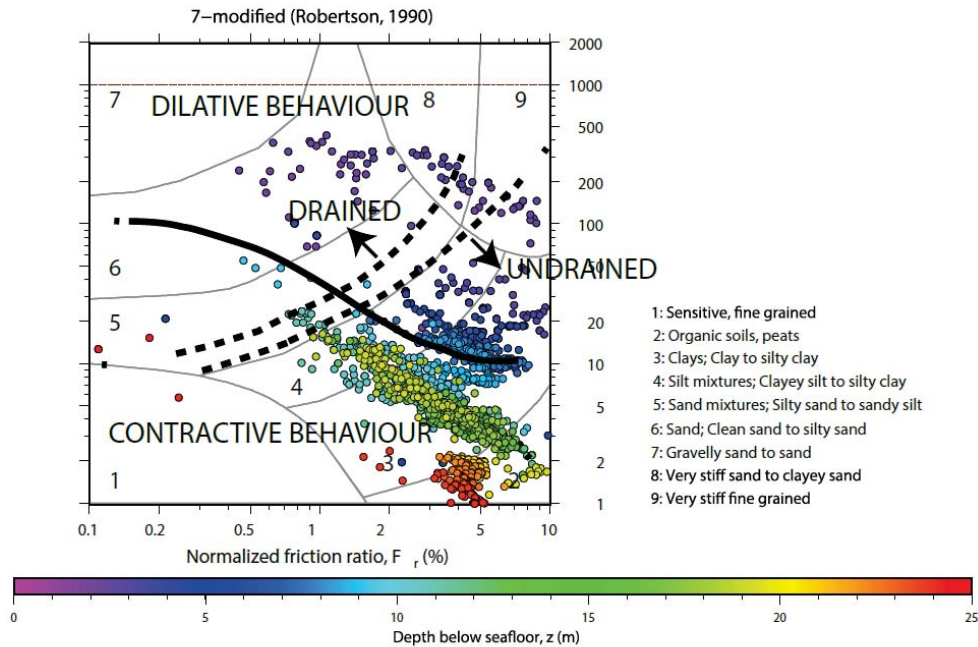 7-modified (Robertson, 1990)
2000
1000
500
200
100
50
20
10
5
2
1
7
8
9
DILATIVE BEHAVIOUR
DRAINED
6
UNDRAINED
5
4
CONTRACTIVE BEHAVIOUR
3
1
2
0.1 0.2 0.5 1 2 5 10
Normalized friction ratio, F r (%)
1: Sensitive, fine grained
2: Organic soils, peats
3: Clays; Clay to silty clay
4: Silt mixtures; Clayey silt to silty clay
5: Sand mixtures; Silty sand to sandy silt
6: Sand; Clean sand to silty sand
7: Gravelly sand to sand
8: Very stiff sand to clayey sand
9: Very stiff fine grained
0 5 10 15 20 25
Depth below seafloor, z (m)